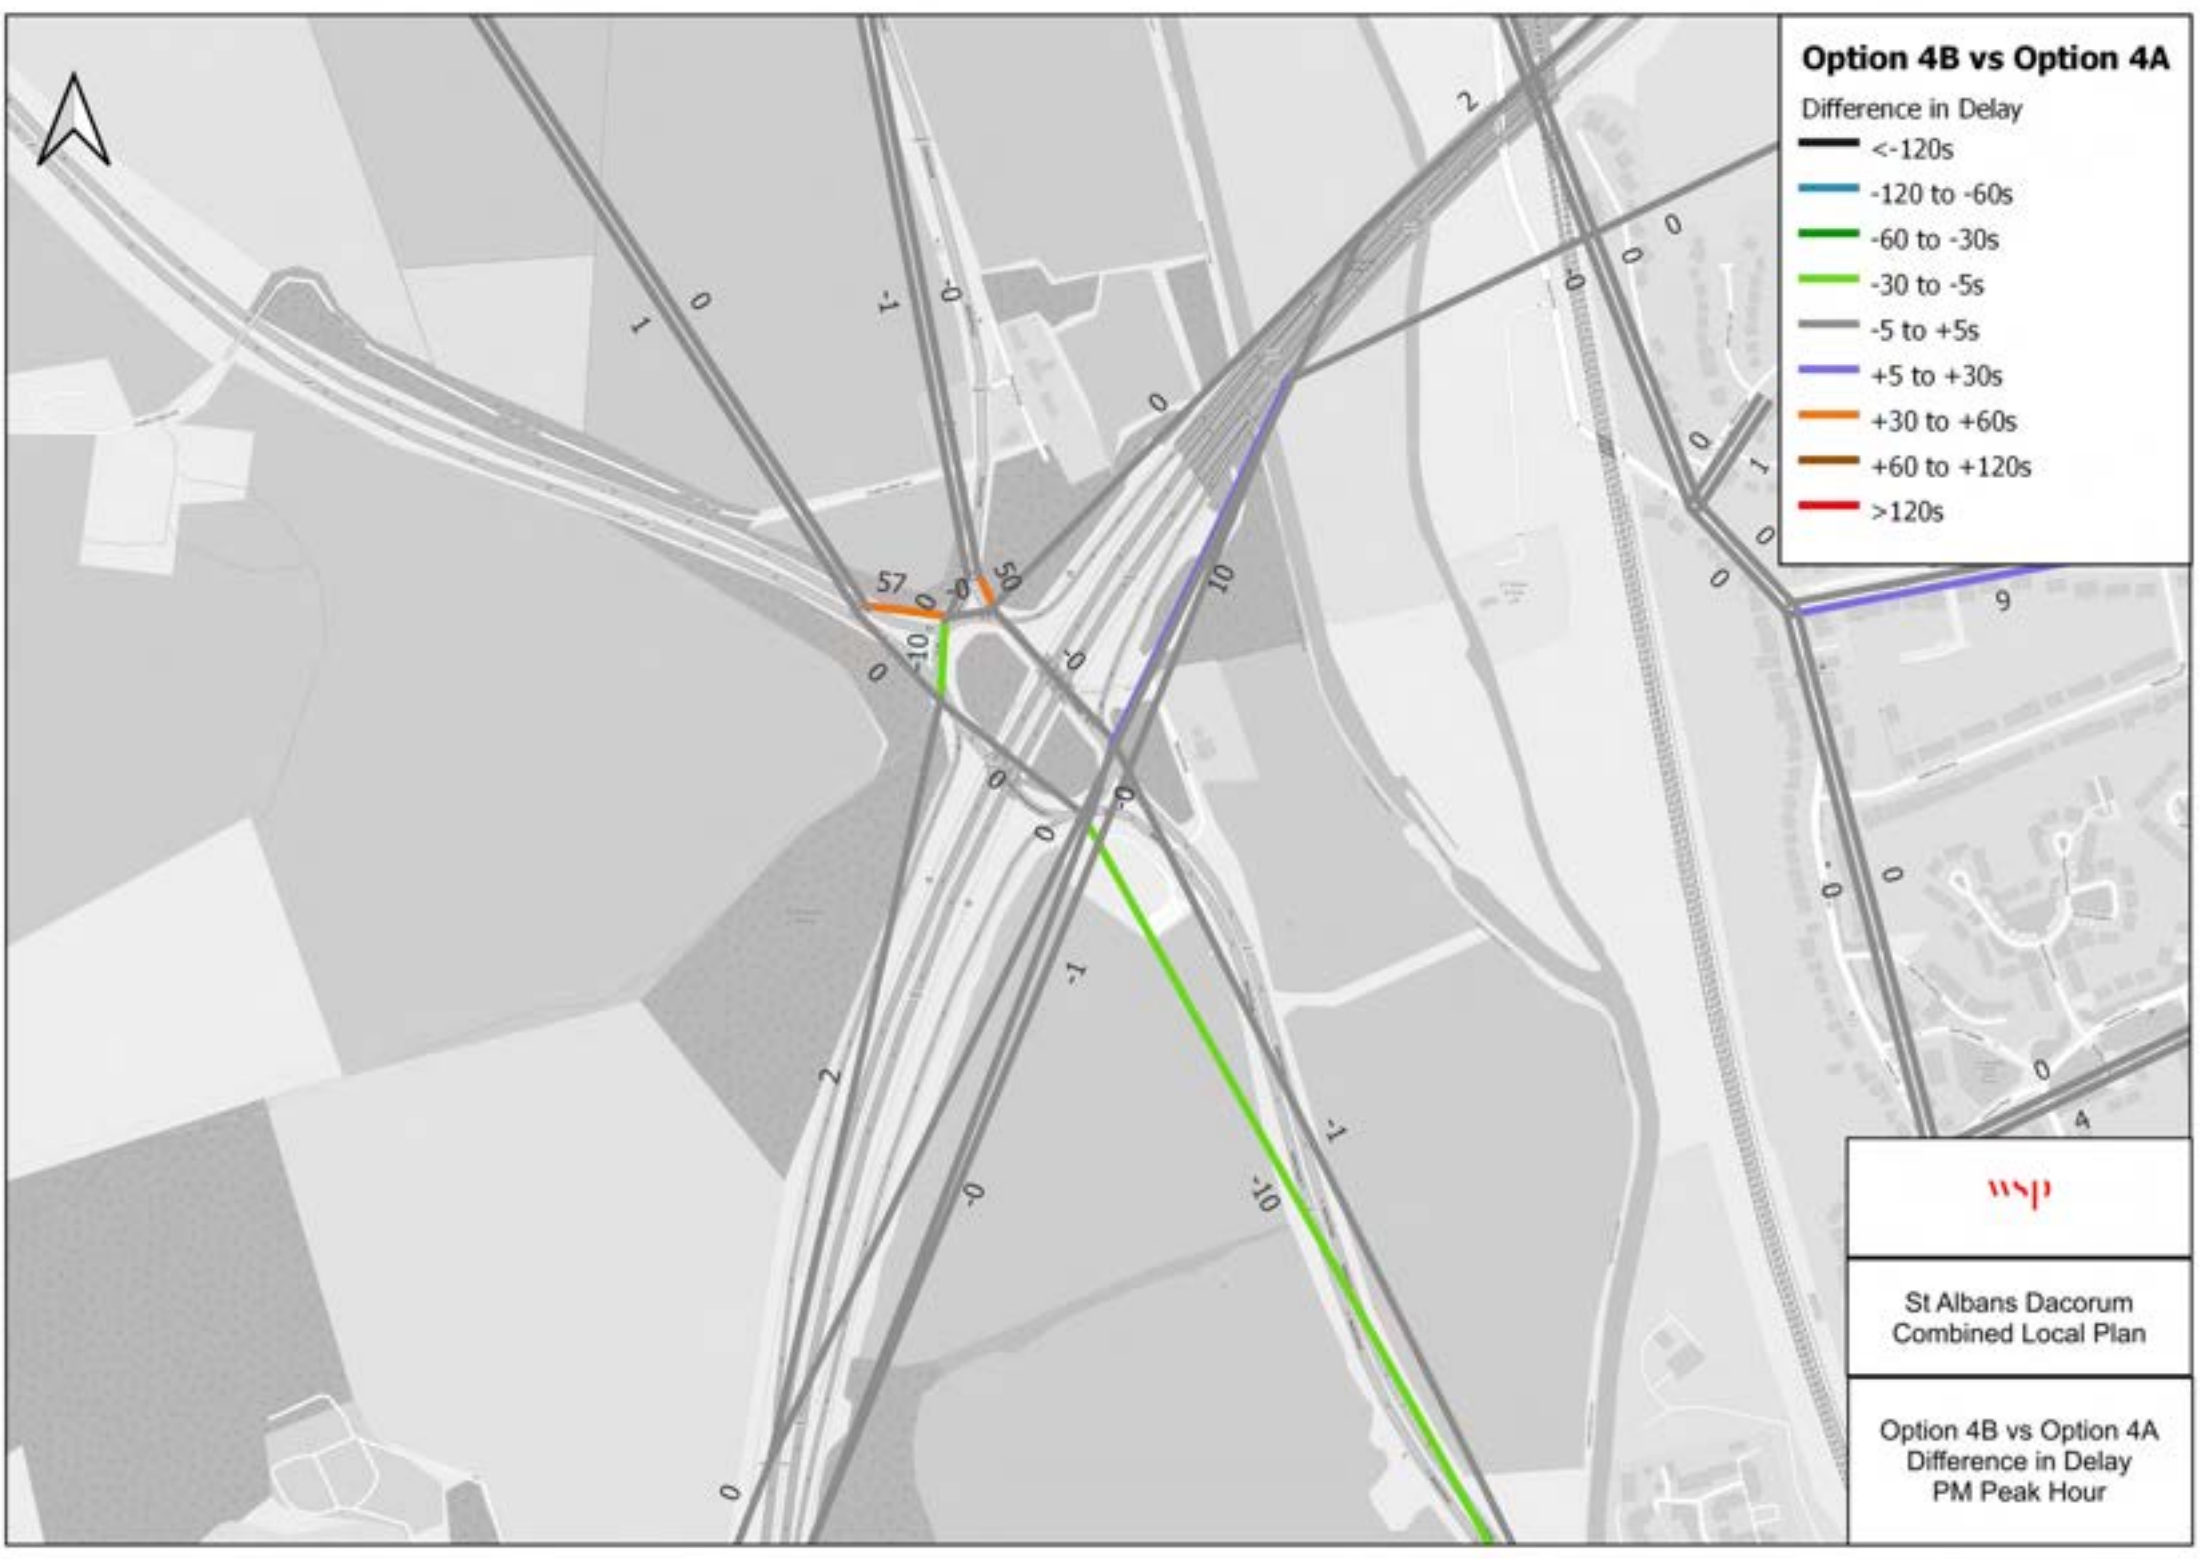 Option 4B vs Option 4A
Difference in Delay
<-120s
-120 to -60s
-60 to -30s
-30 to -5s
-5 to +5s
+5 to +30s
+30 to +60s
+60 to +120s
>120s
2
0
0
-0
0
1
-1
-0
0
0
1
0
0
9
57
0
-0
50
10
-10
0
-0
0
-0
0
-0
0
-1
2
-1
-10
-0
0
4
0
wsp
St Albans Dacorum
Combined Local Plan
Option 4B vs Option 4A
Difference in Delay
PM Peak Hour